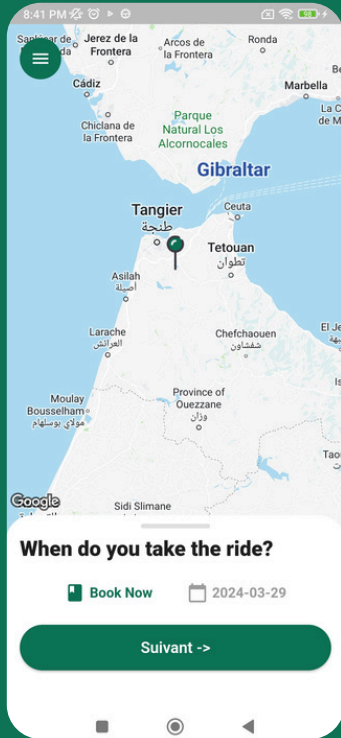 8:41 PM
Jerez de la
Frontera
Arcos de
la Frontera
Ronda
Cádiz
Marbella
Chiclana de
la Frontera
Parque
Natural Los
Alcornocales
Gibraltar
Tangier
طنجة
Ceuta
Tetouan
تطوان
Asilah
أصيلة
Larache
العرائش
Chefchaouen
شفشاون
Moulay
Bousselham
مولاي بوسلهام
Province of
Ouezzane
وزان
Google
Sidi Slimane
When do you take the ride?
Book Now
2024-03-29
Suivant ->